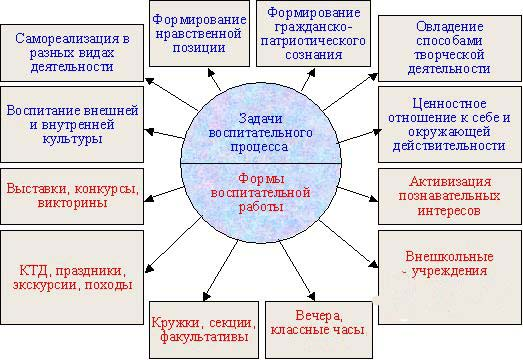 Самореализация в
разных видах
деятельности
Формирование
нравственной
позиции
Формирование
гражданско-
патриотического
сознания
Овладение
способами
творческой
деятельности
Воспитание внешней
и внутренней
культуры
Задачи
воспитательного
процесса
Ценностное
отношение к себе и
окружающей
действительности
Выставки, конкурсы,
викторины
Формы
воспитательной
работы
Активизация
познавательных
интересов
КТД, праздники,
экскурсии, походы
Внешкольные
- учреждения
Кружки, секции,
факультативы
Вечера,
классные часы